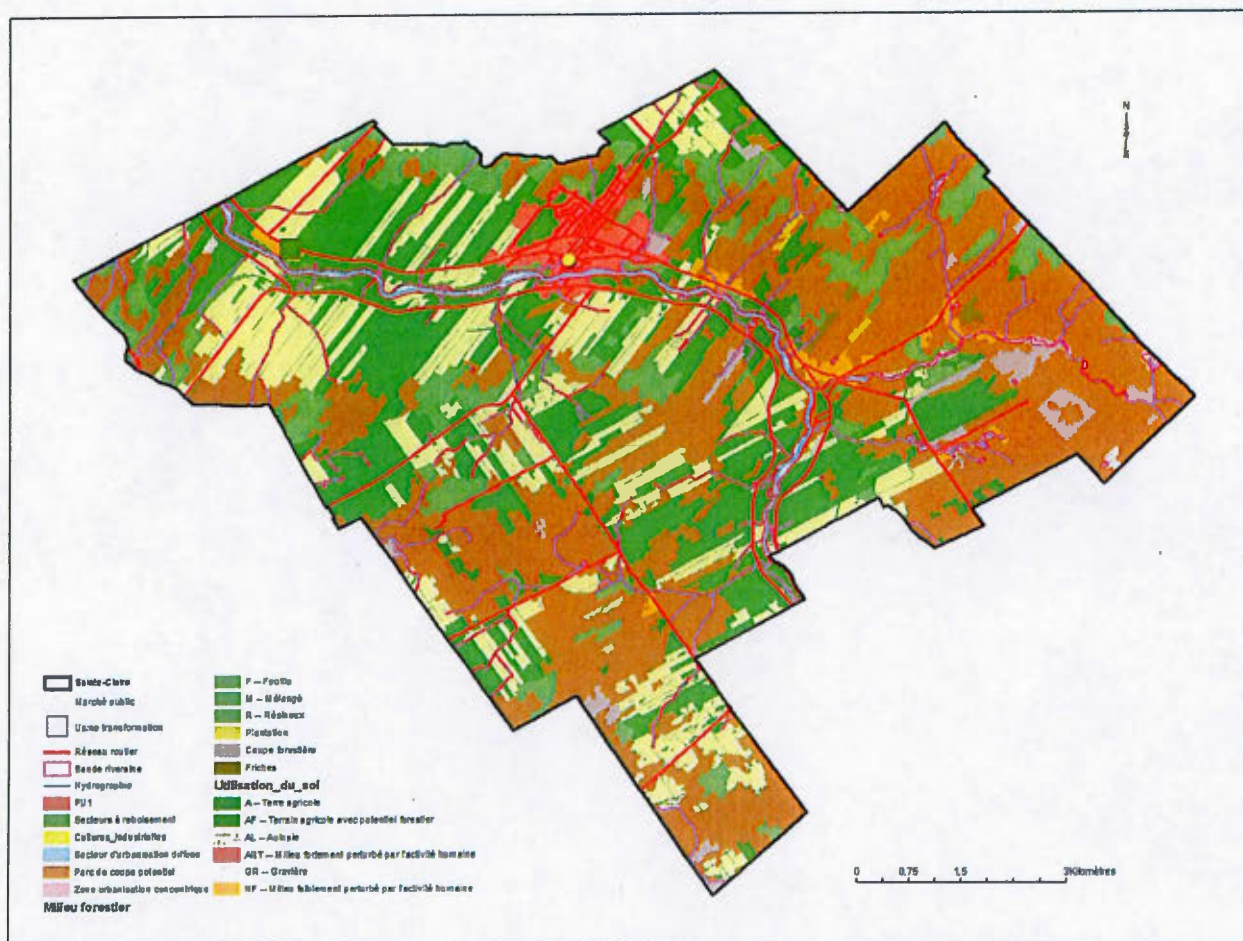 N
Sainte-Claire
Marché public
Usine transformation
Réseau routier
Bande riveraine
Hydrographie
PU1
Secteurs à reboisement
Cultures_industrielles
Secteur d'urbanisation diffuse
Parc de coupe potentiel
Zone urbanisation concentrique
Milieu forestier
F -- Feuillu
M -- Mélangé
R -- Résineux
Plantation
Coupe forestière
Friches
Utilisation_du_sol
A -- Terre agricole
AF -- Terrain agricole avec potentiel forestier
AL -- Aulnaie
ANT -- Milieu fortement perturbé par l'activité humaine
GR -- Gravière
NF -- Milieu faiblement perturbé par l'activité humaine
0 0,75 1,5 3 Kilomètres